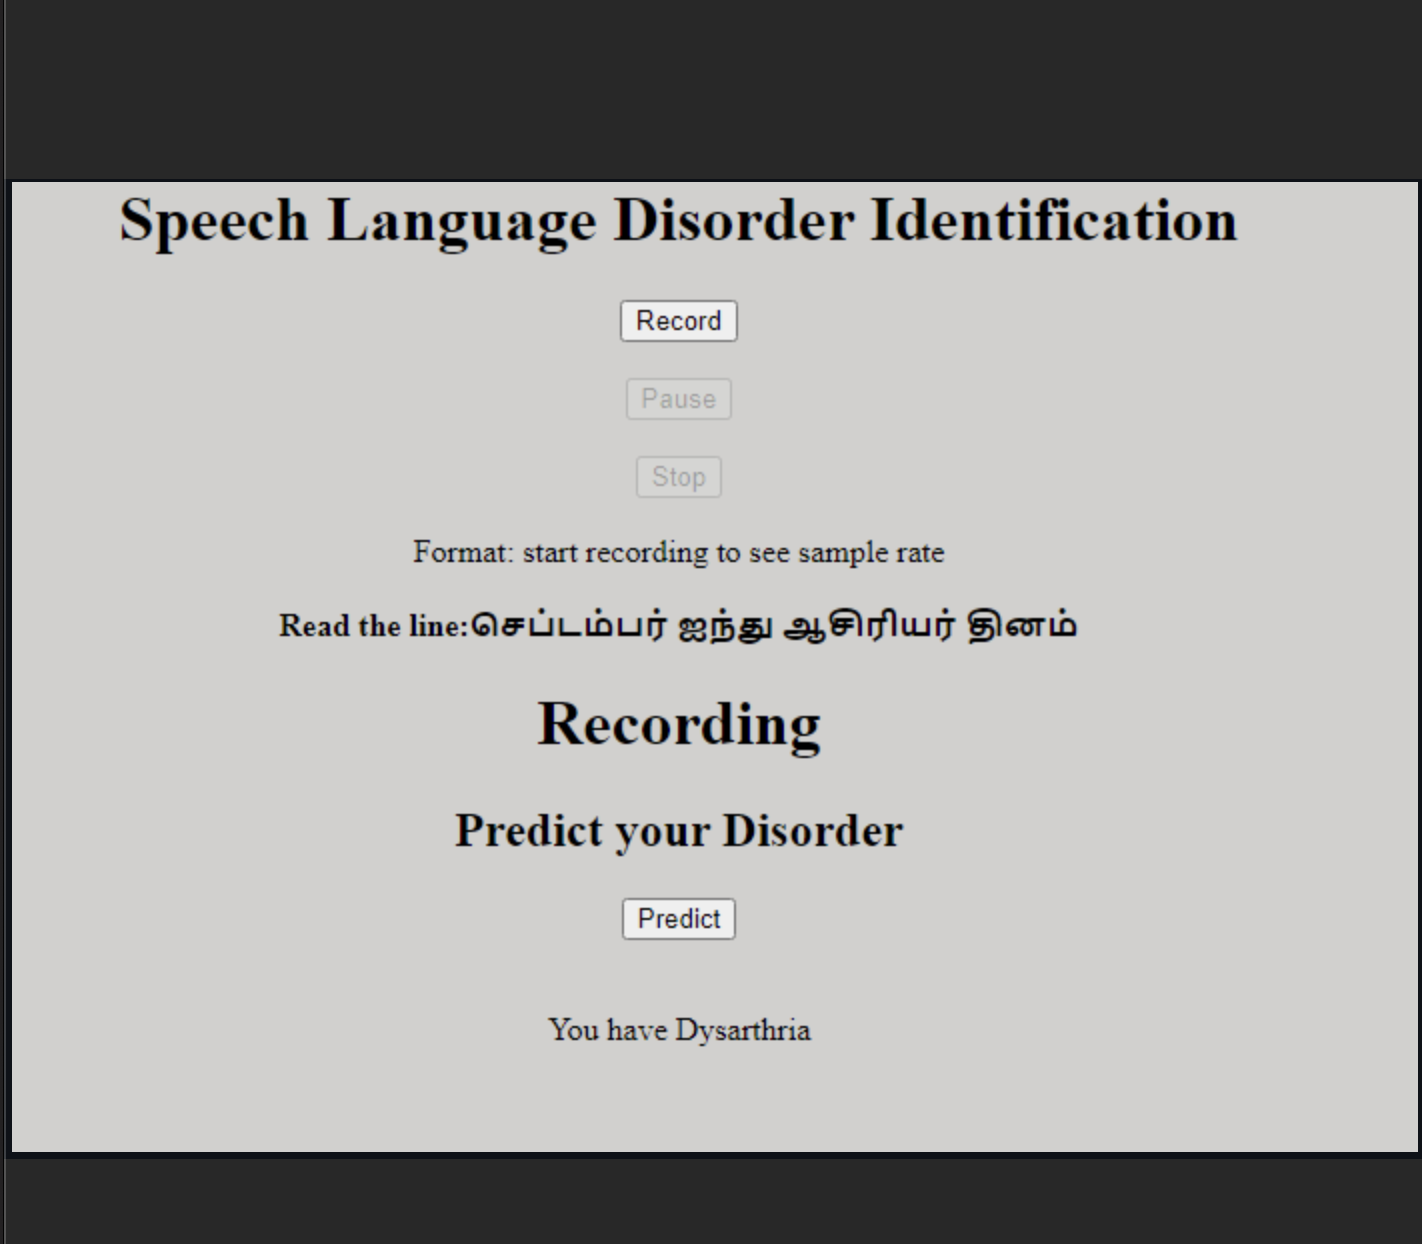 Speech Language Disorder Identification
Record
Pause
Stop
Format: start recording to see sample rate
Read the line:செப்டம்பர் ஐந்து ஆசிரியர் தினம்
Recording
Predict your Disorder
Predict
You have Dysarthria